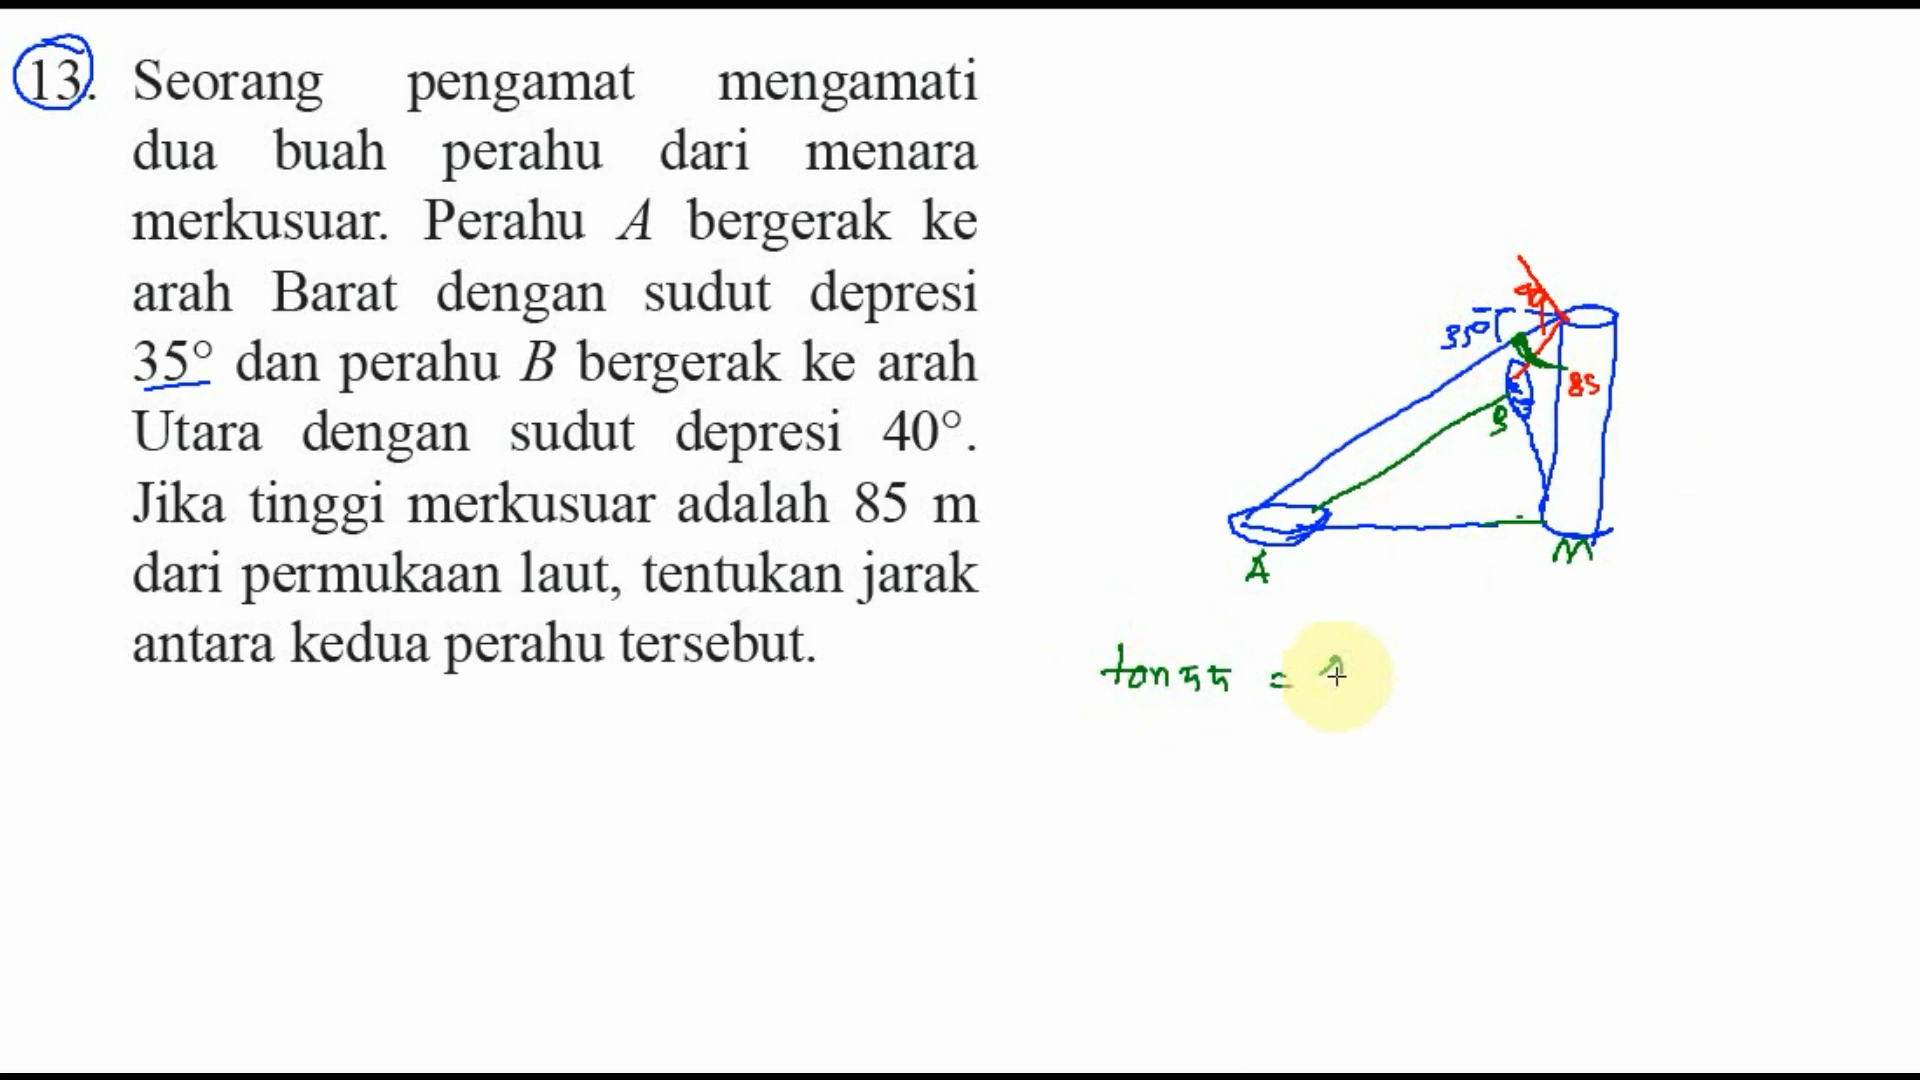 13. Seorang pengamat mengamati
dua buah perahu dari menara
merkusuar. Perahu A bergerak ke
arah Barat dengan sudut depresi
35° dan perahu B bergerak ke arah
Utara dengan sudut depresi 40°.
Jika tinggi merkusuar adalah 85 m
dari permukaan laut, tentukan jarak
antara kedua perahu tersebut.
35°
85
B
A
M
tan 55 =